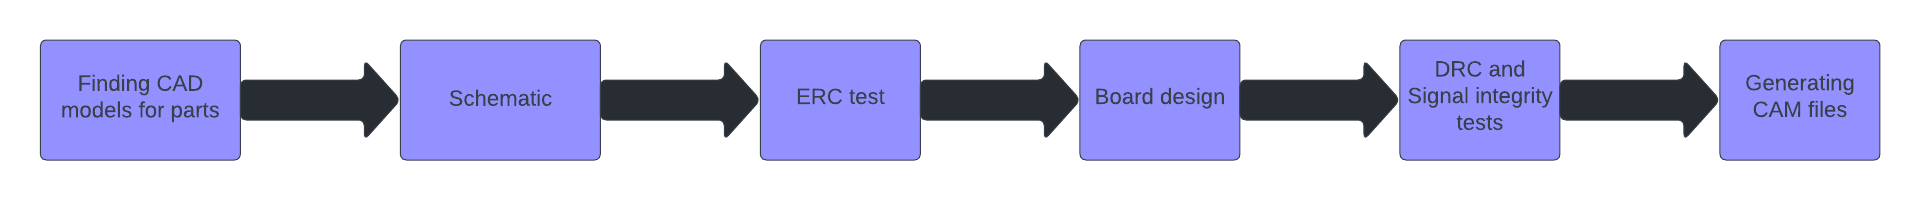 Finding CAD
models for parts
Schematic
ERC test
Board design
DRC and
Signal integrity
tests
Generating
CAM files